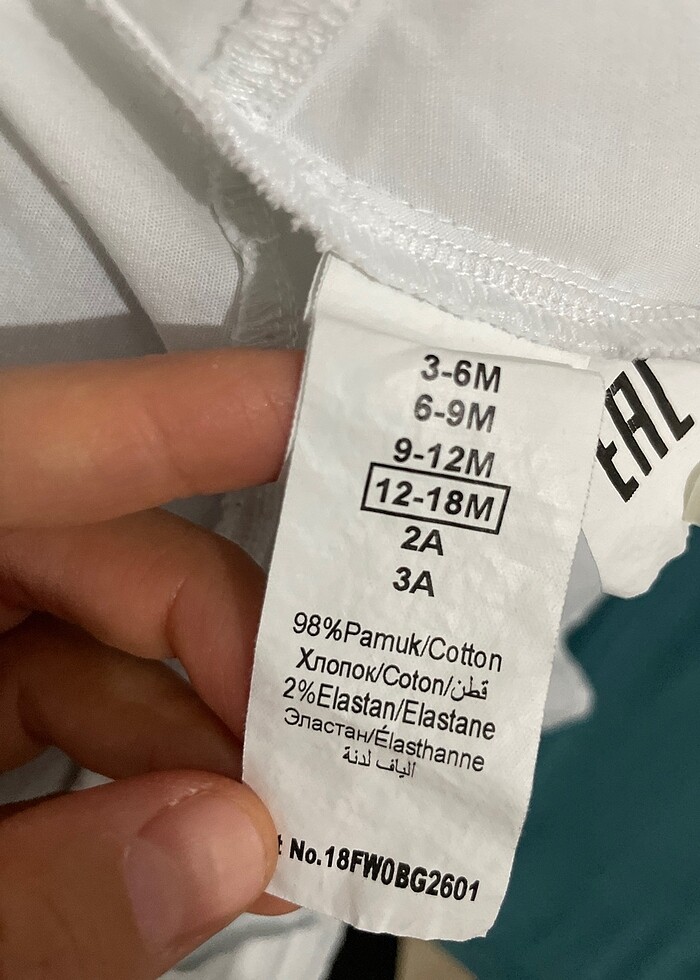 3-6M
6-9M
9-12M
12-18M
2A
3A
98%Pamuk/Cotton
Хлопок/Coton/قطن
2%Elastan/Elastane
Эластан/Élasthanne
الياف لدنة
No.18FW0BG2601
EAC